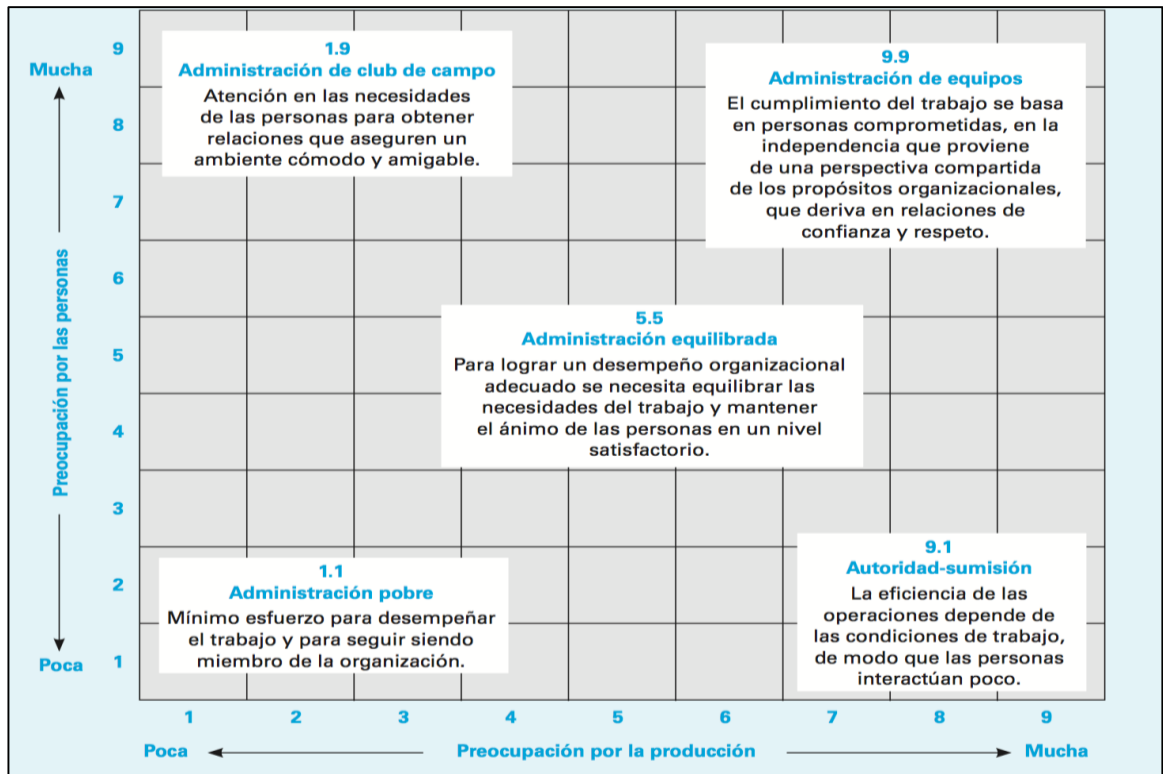 9
Mucha
8
7
6
5
4
3
2
Poca
1
Preocupación por las personas
1.9
Administración de club de campo
Atención en las necesidades
de las personas para obtener
relaciones que aseguren un
ambiente cómodo y amigable.
9.9
Administración de equipos
El cumplimiento del trabajo se basa
en personas comprometidas, en la
independencia que proviene
de una perspectiva compartida
de los propósitos organizacionales,
que deriva en relaciones de
confianza y respeto.
5.5
Administración equilibrada
Para lograr un desempeño organizacional
adecuado se necesita equilibrar las
necesidades del trabajo y mantener
el ánimo de las personas en un nivel
satisfactorio.
1.1
Administración pobre
Mínimo esfuerzo para desempeñar
el trabajo y para seguir siendo
miembro de la organización.
9.1
Autoridad-sumisión
La eficiencia de las
operaciones depende de
las condiciones de trabajo,
de modo que las personas
interactúan poco.
1 2 3 4 5 6 7 8 9
Poca Preocupación por la producción Mucha